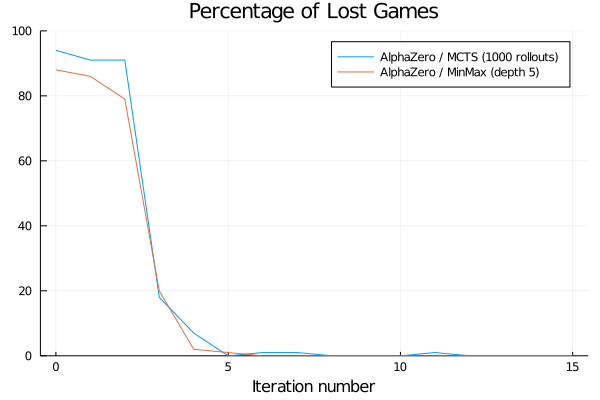 Percentage of Lost Games
AlphaZero / MCTS (1000 rollouts)
AlphaZero / MinMax (depth 5)
100
80
60
40
20
0
0 5 10 15
Iteration number